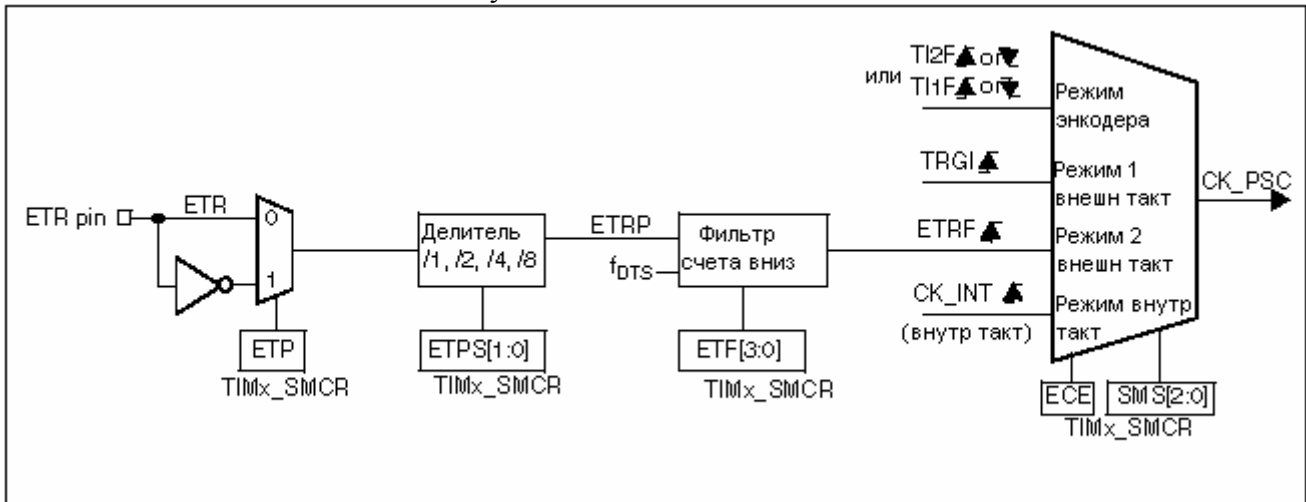 ETR pin
ETR
0
1
ETP
TIMx_SMCR
Делитель
/1, /2, /4, /8
ETPS[1:0]
TIMx_SMCR
ETRP
fDTS
Фильтр
счета вниз
ETF[3:0]
TIMx_SMCR
или
TI2F or
TI1F or
TRGI
ETRF
CK_INT
(внутр такт)
Режим
энкодера
Режим 1
внешн такт
Режим 2
внешн такт
Режим внутр
такт
CK_PSC
ECE
SMS[2:0]
TIMx_SMCR